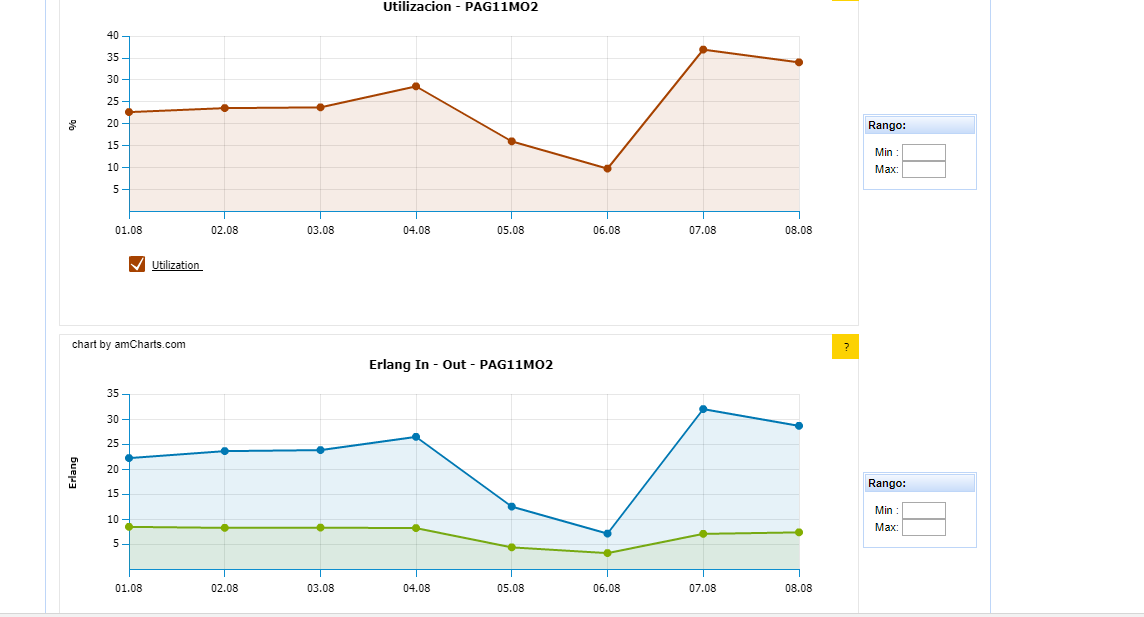 Utilizacion - PAG11MO2
%
40
35
30
25
20
15
10
5
01.08 02.08 03.08 04.08 05.08 06.08 07.08 08.08
Utilization
Rango:
Min :
Max:
chart by amCharts.com
?
Erlang In - Out - PAG11MO2
Erlang
35
30
25
20
15
10
5
01.08 02.08 03.08 04.08 05.08 06.08 07.08 08.08
Rango:
Min :
Max: